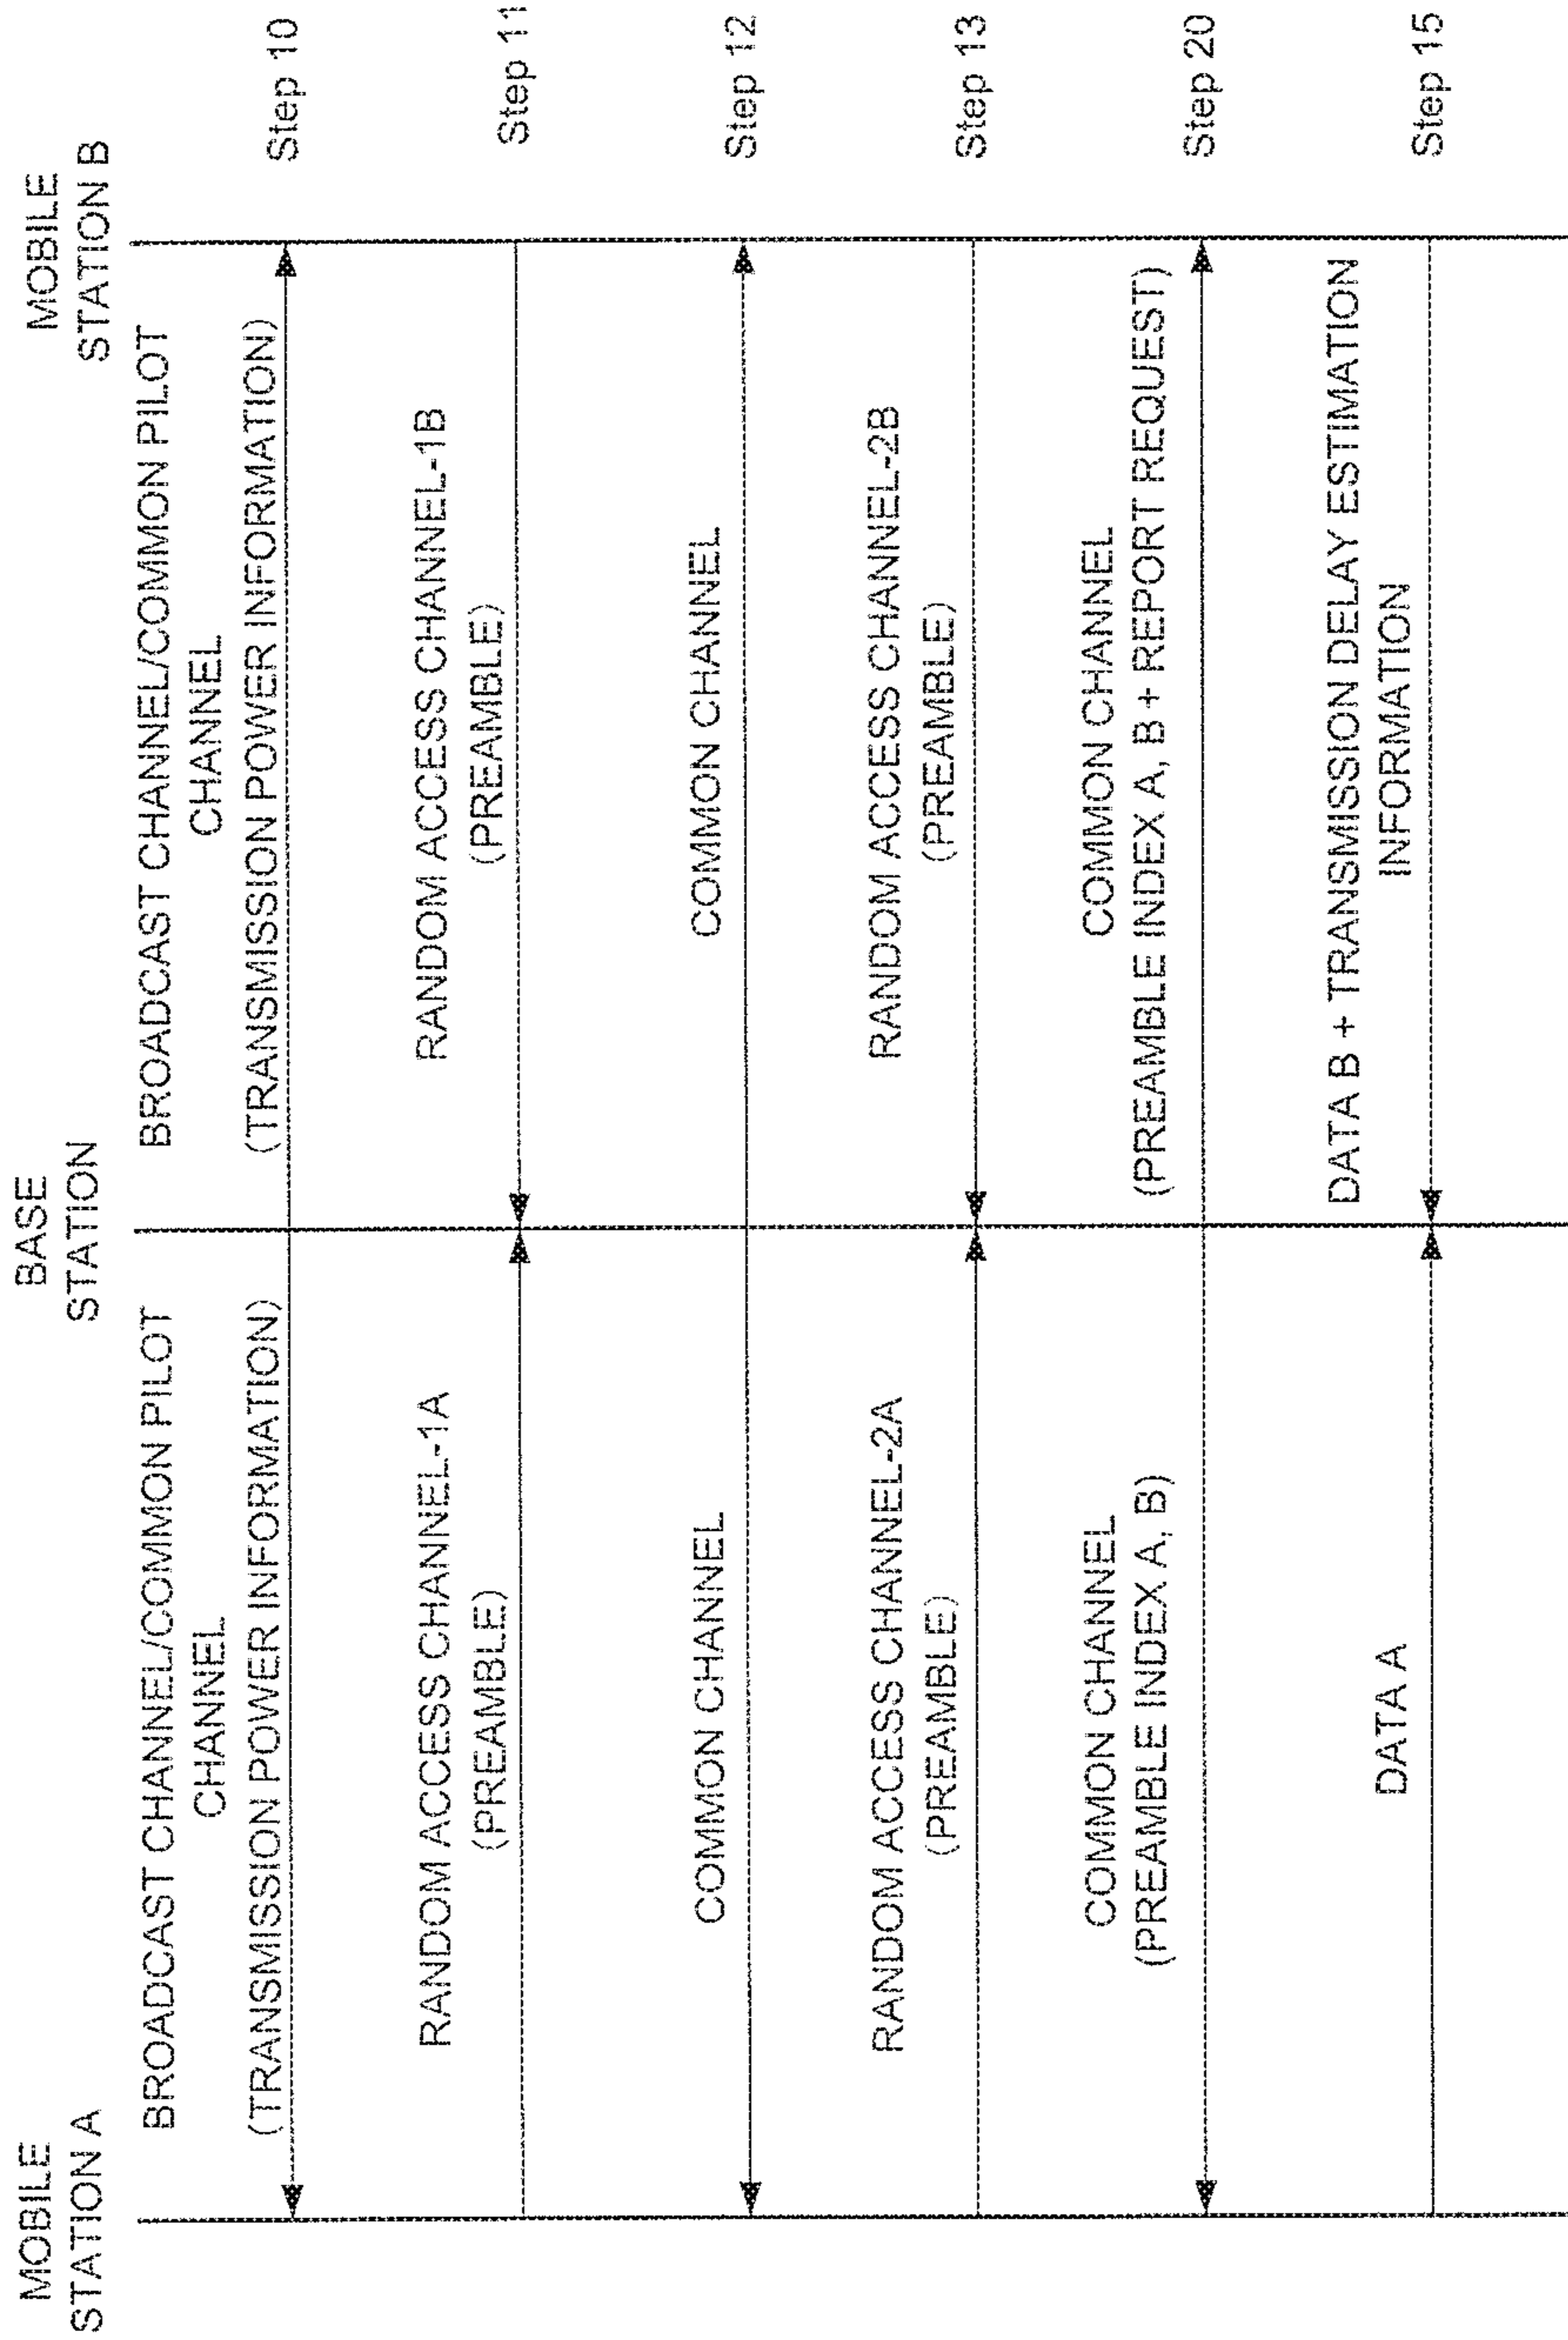 MOBILE
STATION A
BASE
STATION
MOBILE
STATION B
BROADCAST CHANNEL/COMMON PILOT
CHANNEL
(TRANSMISSION POWER INFORMATION)
BROADCAST CHANNEL/COMMON PILOT
CHANNEL
(TRANSMISSION POWER INFORMATION)
Step 10
RANDOM ACCESS CHANNEL-1A
(PREAMBLE)
RANDOM ACCESS CHANNEL-1B
(PREAMBLE)
Step 11
COMMON CHANNEL
COMMON CHANNEL
Step 12
RANDOM ACCESS CHANNEL-2A
(PREAMBLE)
RANDOM ACCESS CHANNEL-2B
(PREAMBLE)
Step 13
COMMON CHANNEL
(PREAMBLE INDEX A, B)
COMMON CHANNEL
(PREAMBLE INDEX A, B + REPORT REQUEST)
Step 20
DATA A
DATA B + TRANSMISSION DELAY ESTIMATION
INFORMATION
Step 15